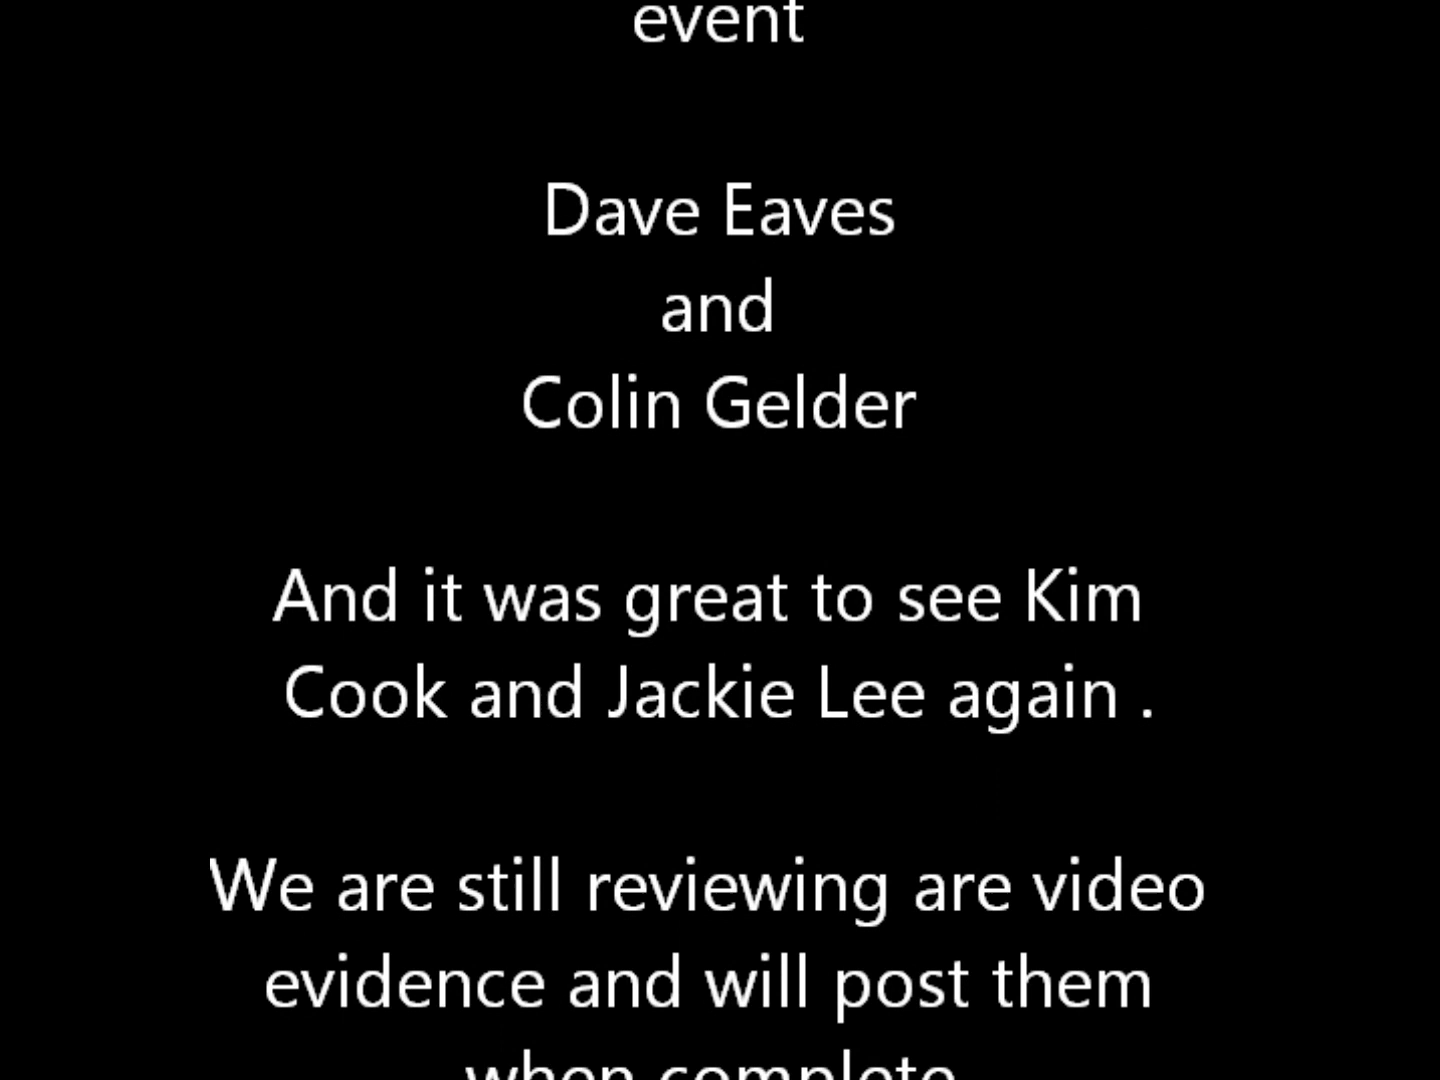 event
Dave Eaves
and
Colin Gelder
And it was great to see Kim
Cook and Jackie Lee again .
We are still reviewing are video
evidence and will post them
when complete